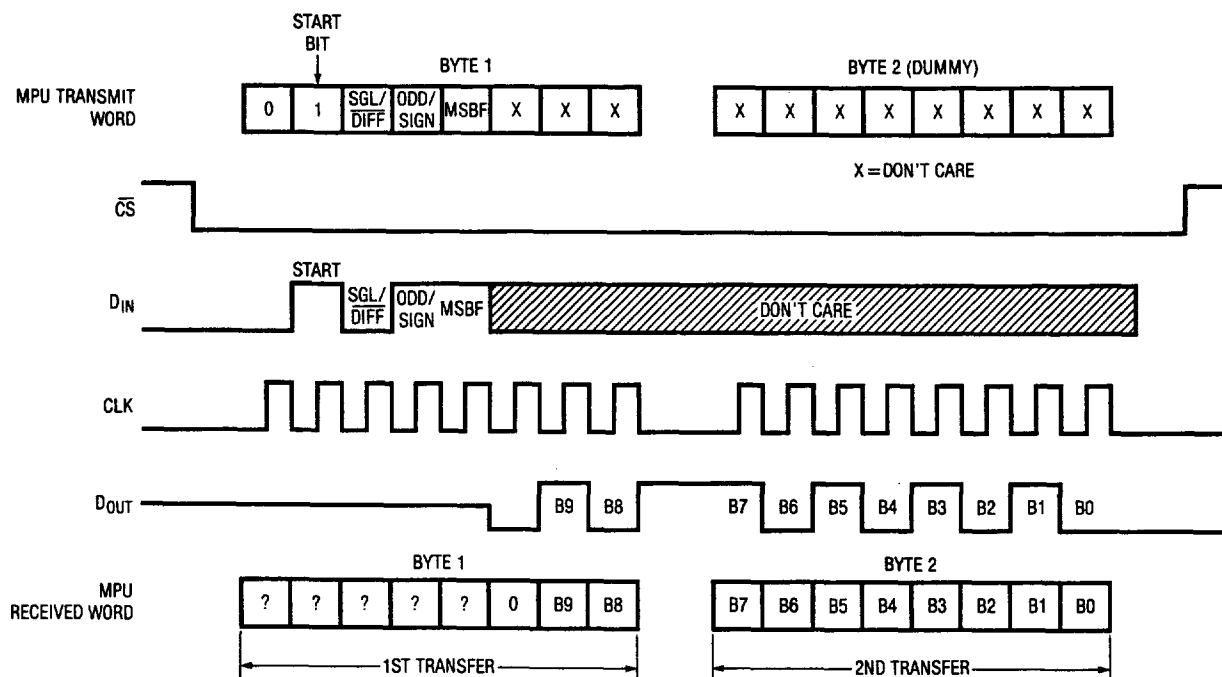 START
BIT
BYTE 1
BYTE 2 (DUMMY)
MPU TRANSMIT
WORD
0 1 SGL/DIFF ODD/SIGN MSBF X X X
X X X X X X X X
X = DON'T CARE
CS
START
DIN
SGL/DIFF ODD/SIGN MSBF
DON'T CARE
CLK
DOUT
B9 B8 B7 B6 B5 B4 B3 B2 B1 B0
BYTE 1
BYTE 2
MPU
RECEIVED WORD
? ? ? ? ? 0 B9 B8
B7 B6 B5 B4 B3 B2 B1 B0
1ST TRANSFER
2ND TRANSFER